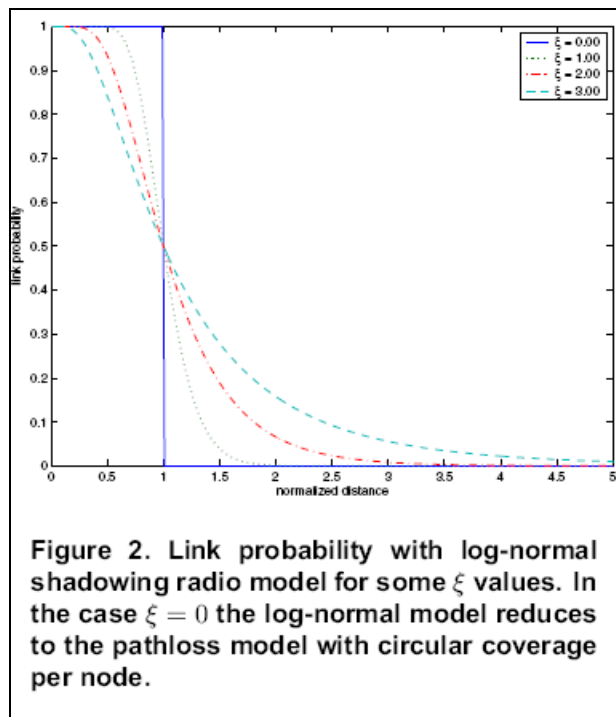 1
0.9
0.8
0.7
0.6
0.5
0.4
0.3
0.2
0.1
0
link probability
0 0.5 1 1.5 2 2.5 3 3.5 4 4.5 5
normalized distance
ξ = 0.00
ξ = 1.00
ξ = 2.00
ξ = 3.00
Figure 2. Link probability with log-normal
shadowing radio model for some ξ values. In
the case ξ = 0 the log-normal model reduces
to the pathloss model with circular coverage
per node.